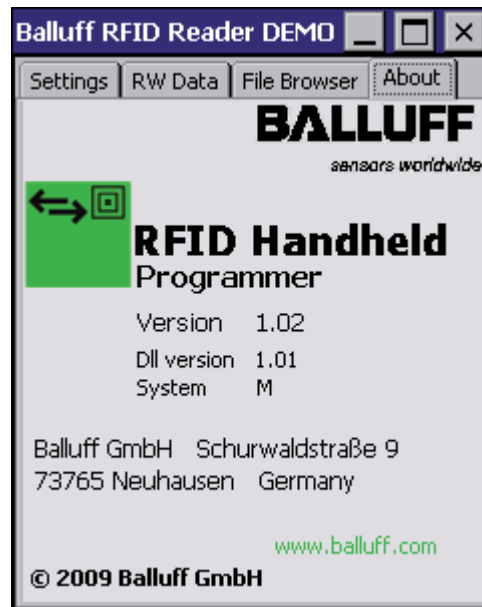 Balluff RFID Reader DEMO
Settings RW Data File Browser About
BALLUFF
sensors worldwide
RFID Handheld
Programmer
Version 1.02
Dll version 1.01
System M
Balluff GmbH Schurwaldstraße 9
73765 Neuhausen Germany
www.balluff.com
© 2009 Balluff GmbH